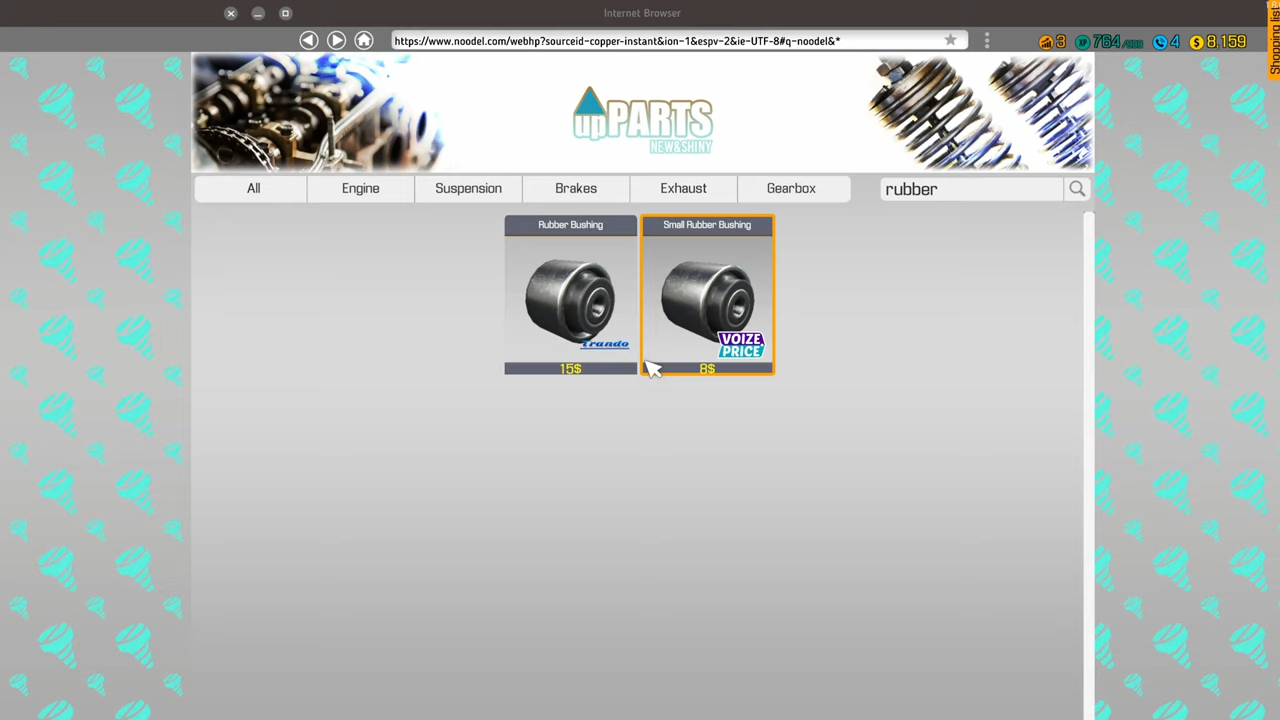 Internet Browser
https://www.noodel.com/webhp?sourceid=copper-instant&ion-1&espv-2&ie-UTF-8#q-noodel&*
3 XP 764 4 $ 8,159
Shopping list
upPARTS
NEW&SHINY
All Engine Suspension Brakes Exhaust Gearbox rubber
Rubber Bushing Small Rubber Bushing
Trando VOIZE PRICE
15$ 8$